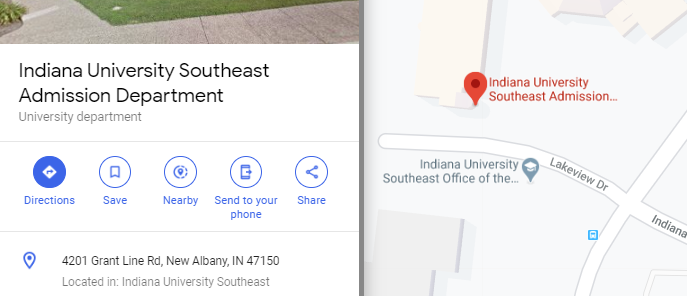 Indiana University Southeast
Admission Department
University department
Directions
Save
Nearby
Send to your
phone
Share
4201 Grant Line Rd, New Albany, IN 47150
Located in: Indiana University Southeast
Indiana University
Southeast Admission...
Indiana University
Southeast Office of the...
Lakeview Dr
Indiana